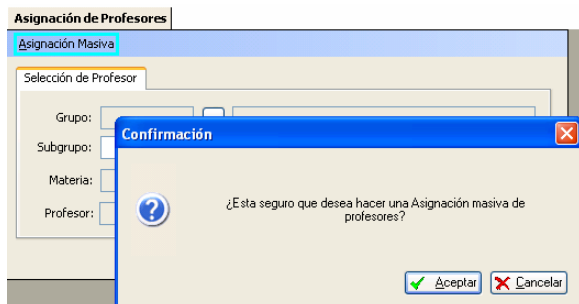 Asignación de Profesores
Asignación Masiva
Selección de Profesor
Grupo:
Subgrupo:
Materia:
Profesor:
Confirmación
¿Esta seguro que desea hacer una Asignación masiva de
profesores?
Aceptar
Cancelar